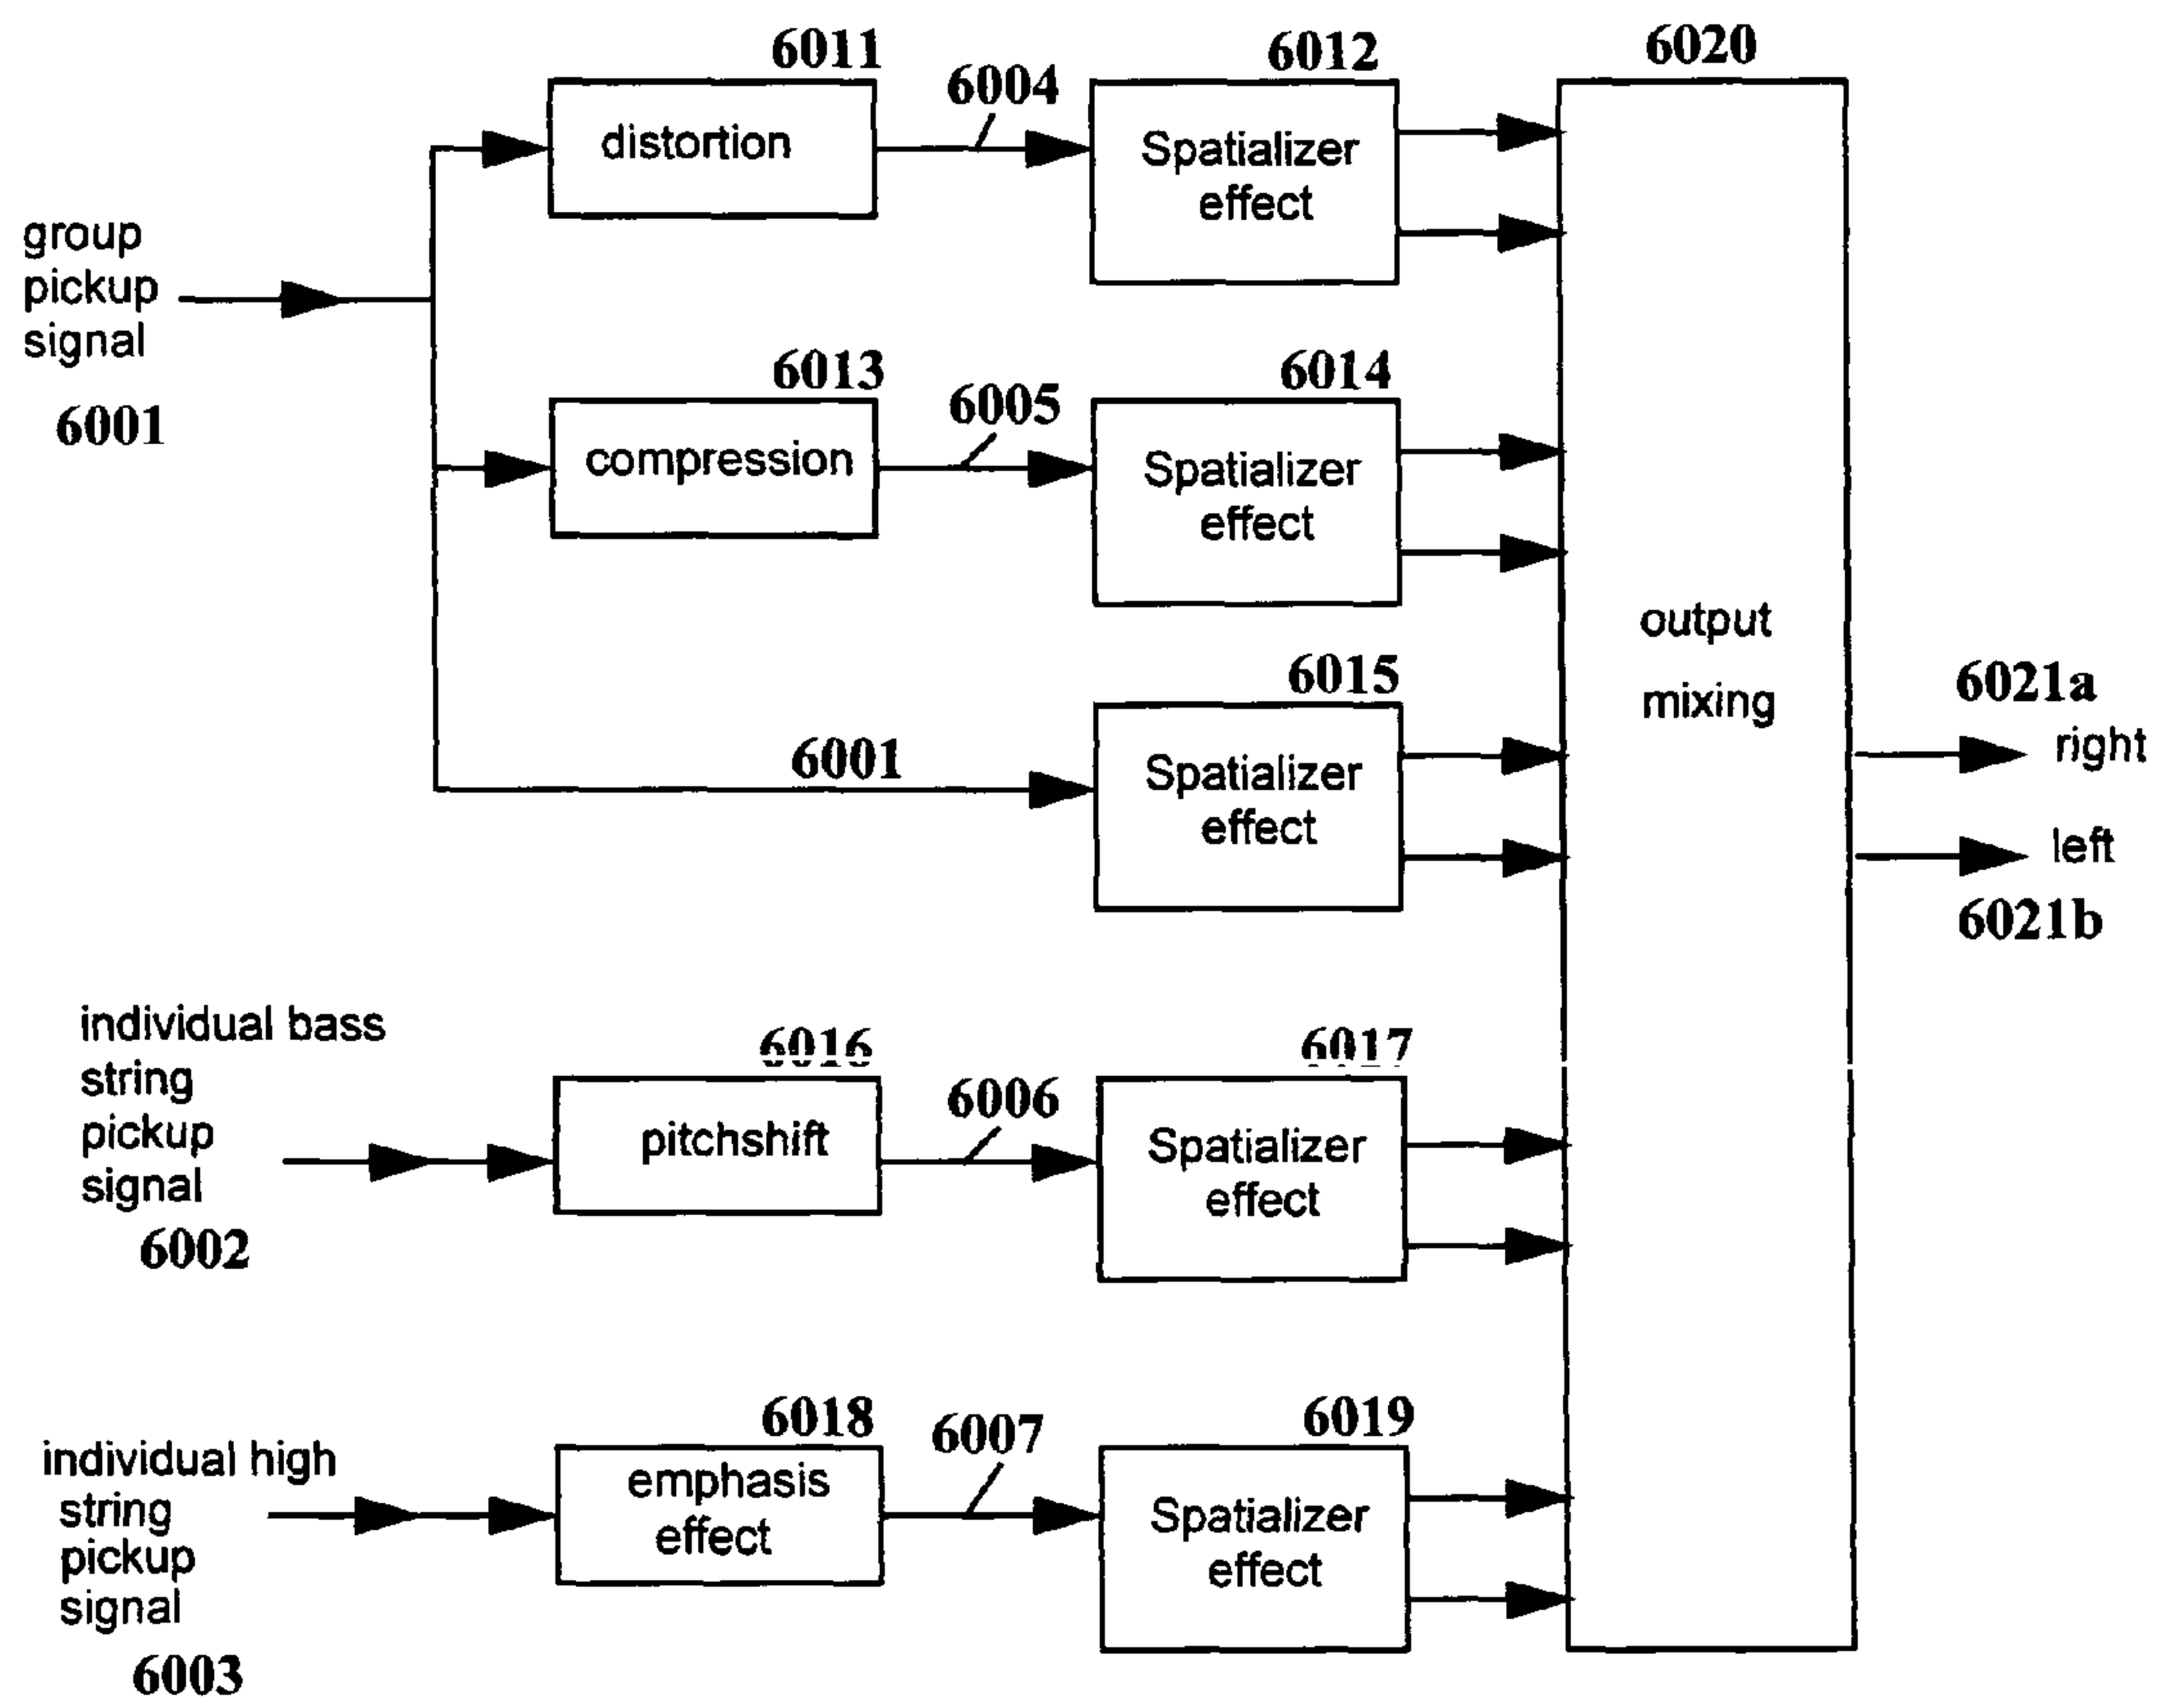 6011
6004
6012
6020
distortion
Spatializer
effect
group
pickup
signal
6001
6013
6005
6014
compression
Spatializer
effect
output
mixing
6015
6001
Spatializer
effect
6021a
right
left
6021b
individual bass
string
pickup
signal
6002
6016
6006
6017
pitchshift
Spatializer
effect
individual high
string
pickup
signal
6003
6018
6007
6019
emphasis
effect
Spatializer
effect